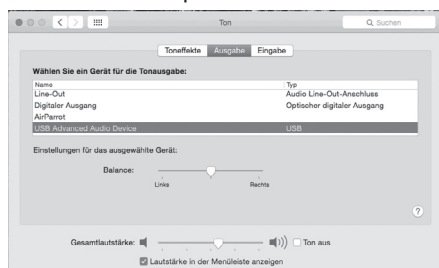 Ton
Suchen
Toneffekte Ausgabe Eingabe
Wählen Sie ein Gerät für die Tonausgabe:
Name Typ
Line-Out Audio Line-Out-Anschluss
Digitaler Ausgang Optischer digitaler Ausgang
AirParrot
USB Advanced Audio Device USB
Einstellungen für das ausgewählte Gerät:
Balance:
Links Rechts
?
Gesamtlautstärke: Ton aus
Lautstärke in der Menüleiste anzeigen